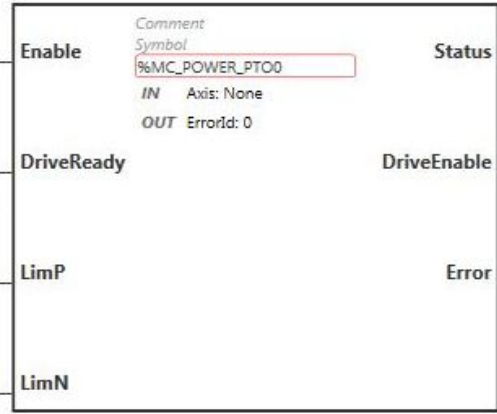 Comment
Symbol
Enable
Status
%MC_POWER_PTO0
IN Axis: None
OUT ErrorId: 0
DriveReady
DriveEnable
LimP
Error
LimN